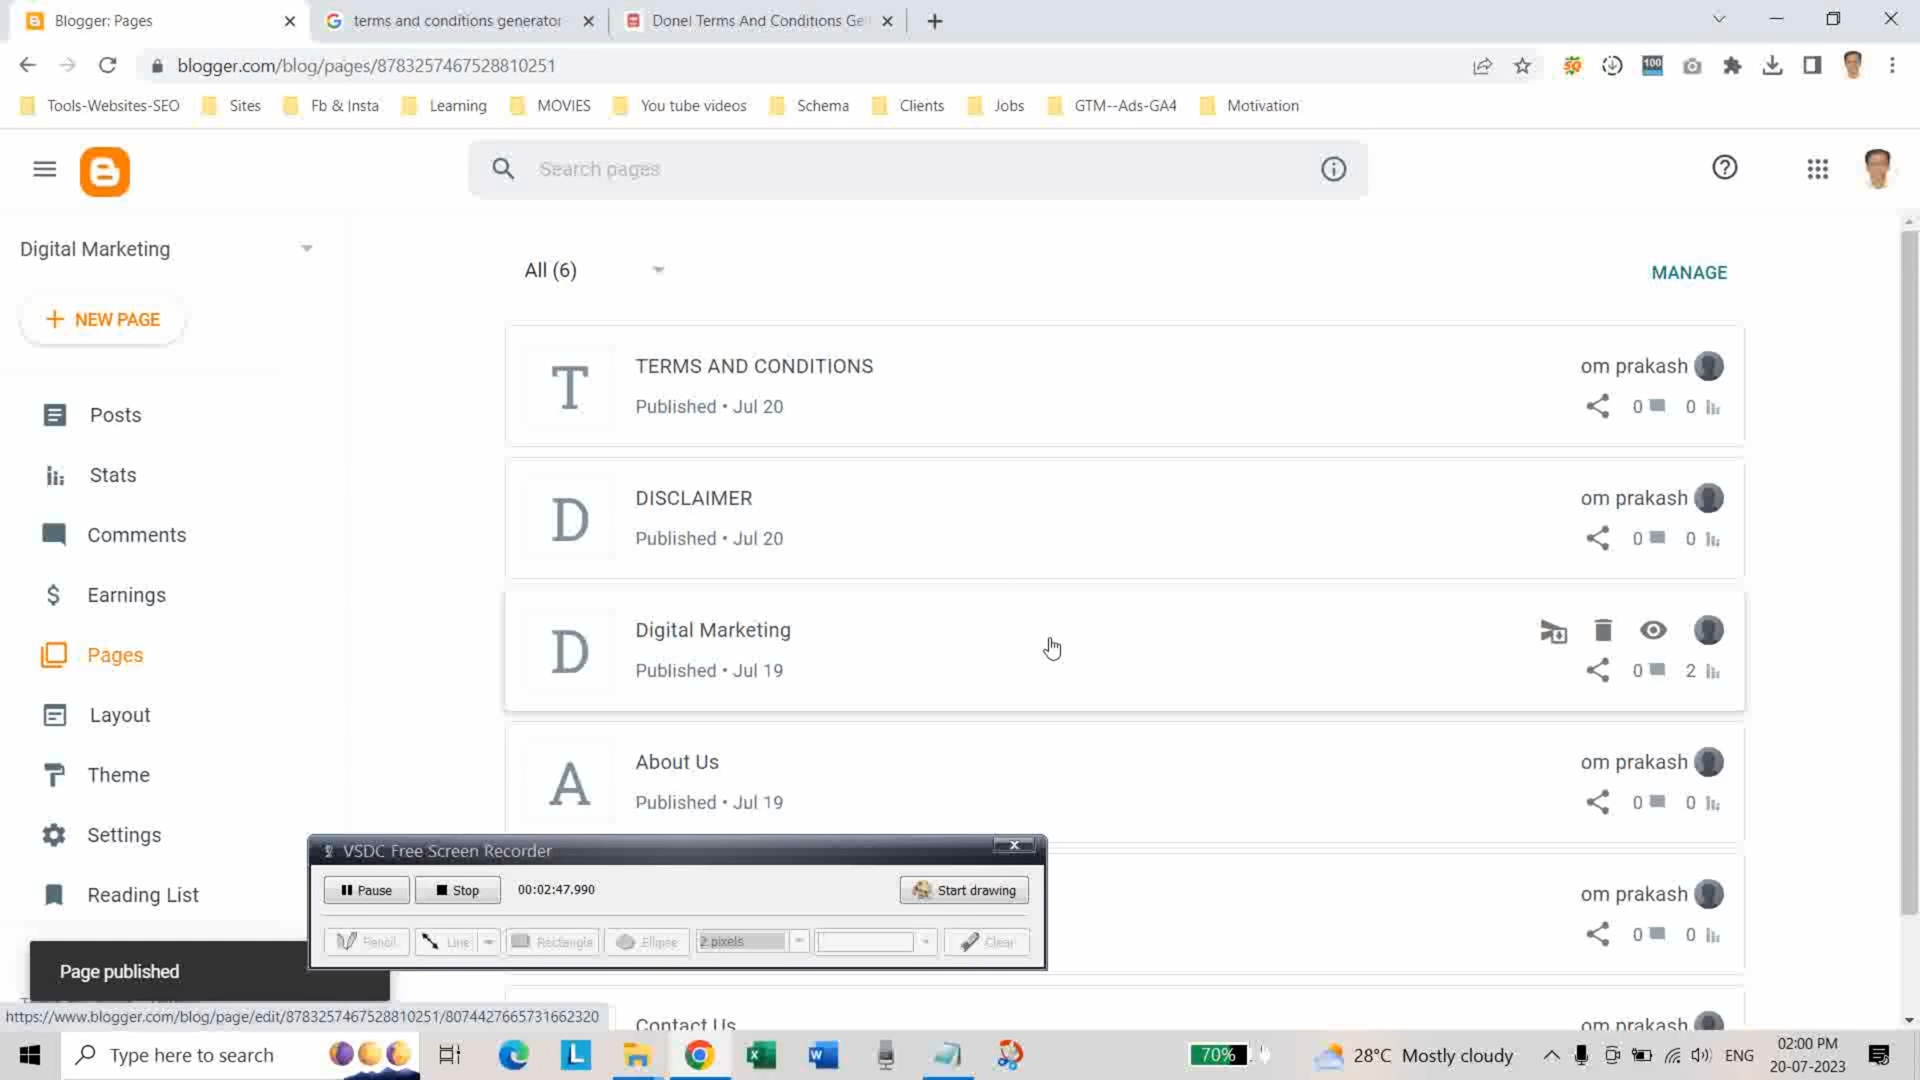 Blogger: Pages
terms and conditions generator
Done! Terms And Conditions Ge
blogger.com/blog/pages/8783257467528810251
Tools-Websites-SEO
Sites
Fb & Insta
Learning
MOVIES
You tube videos
Schema
Clients
Jobs
GTM--Ads-GA4
Motivation
100
Search pages
Digital Marketing
NEW PAGE
Posts
Stats
Comments
Earnings
Pages
Layout
Theme
Settings
Reading List
All (6)
MANAGE
T
TERMS AND CONDITIONS
Published • Jul 20
om prakash
0 0
D
DISCLAIMER
Published • Jul 20
om prakash
0 0
D
Digital Marketing
Published • Jul 19
0 2
A
About Us
Published • Jul 19
om prakash
0 0
om prakash
0 0
Contact Us
om prakash
VSDC Free Screen Recorder
Pause
Stop
00:02:47.990
Start drawing
Pencil
Line
Rectangle
Ellipse
2 pixels
Clear
Page published
https://www.blogger.com/blog/page/edit/8783257467528810251/8074427665731662320
Type here to search
70%
28°C Mostly cloudy
ENG
02:00 PM
20-07-2023